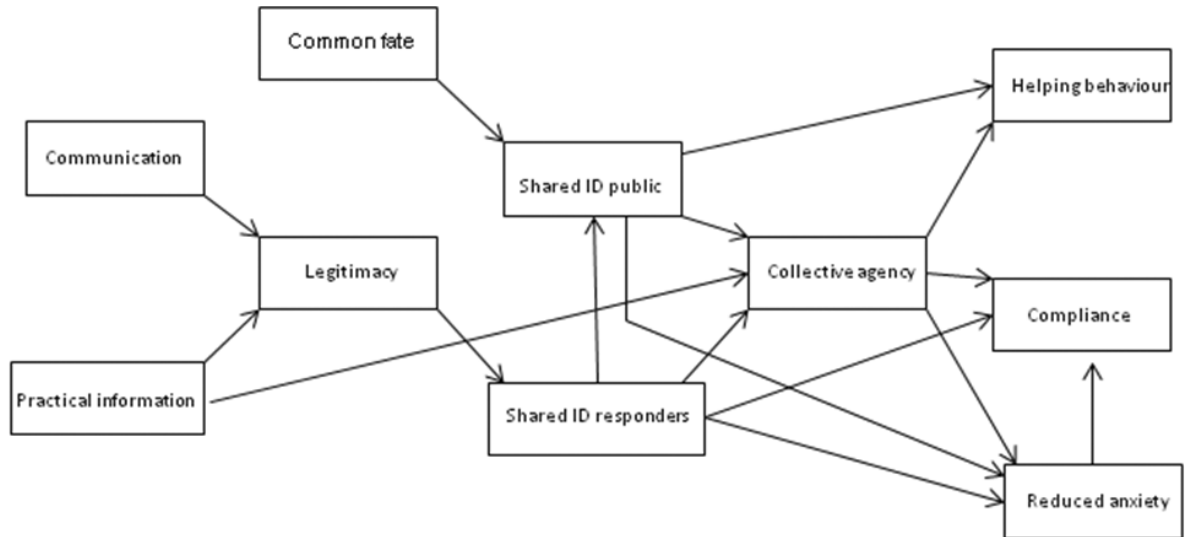 Common fate
Helping behaviour
Communication
Shared ID public
Legitimacy
Collective agency
Compliance
Practical information
Shared ID responders
Reduced anxiety